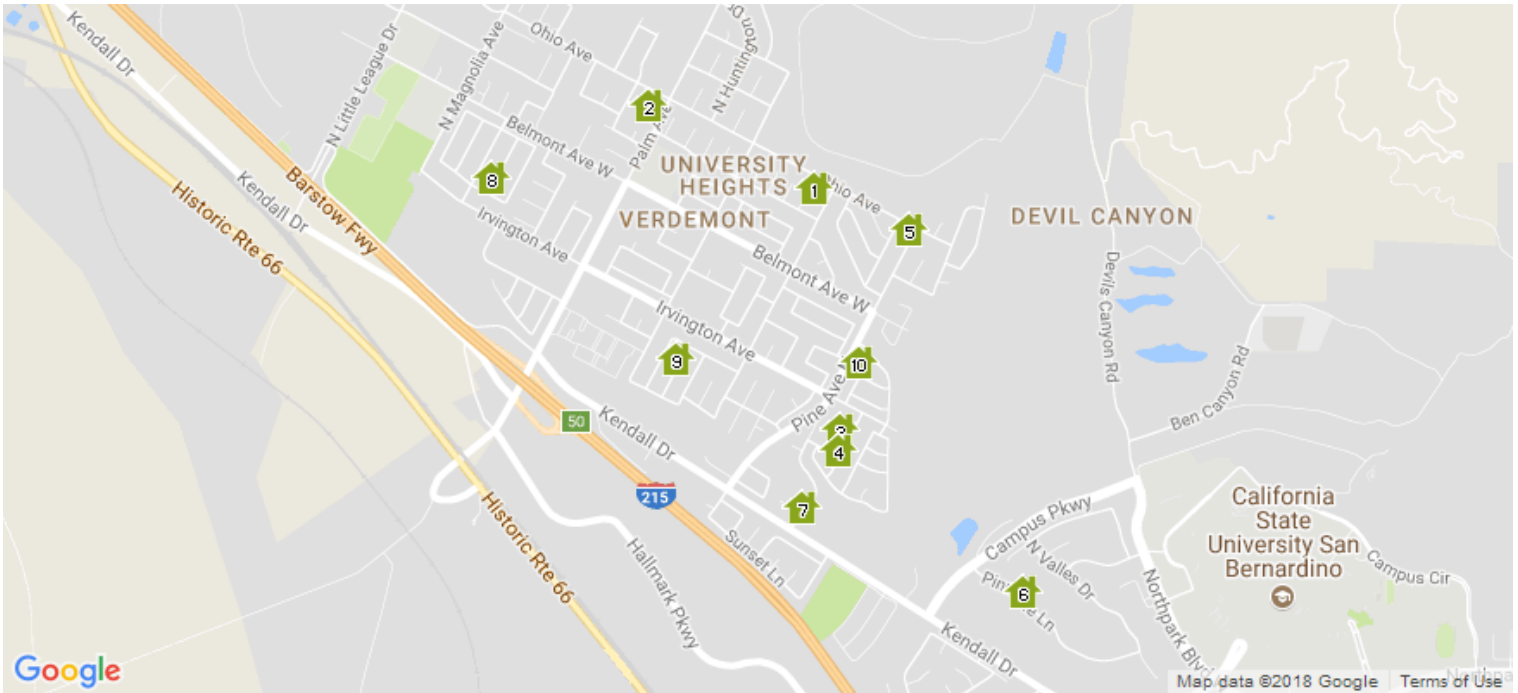 Kendall Dr
Ohio Ave
N Magnolia Ave
N Little League Dr
2
Palm Ave
Belmont Ave W
8
UNIVERSITY
HEIGHTS
VERDEMONT
1
Ohio Ave
5
DEVIL CANYON
Kendall Dr
Barstow Fwy
Historic Rte 66
Irvington Ave
Belmont Ave W
Devils Canyon Rd
Irvington Ave
9
10
Pine Ave
Ben Canyon Rd
50
Kendall Dr
3
4
215
7
Historic Rte 66
Hallmark Pkwy
Sunset Ln
Campus Pkwy
N Valles Dr
6
Kendall Dr
Northpark Blvd
California
State
University San
Bernardino
Campus Cir
Google
Map data ©2018 Google
Terms of Use